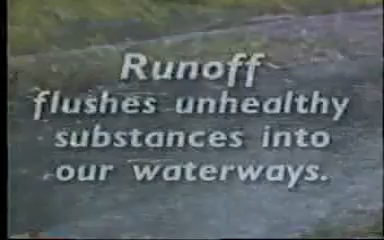 Runoff
flushes unhealthy
substances into
our waterways.